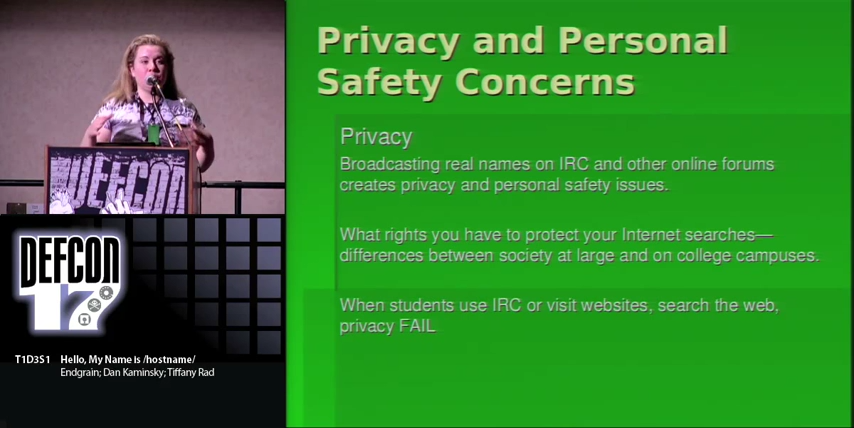 Privacy and Personal
Safety Concerns
Privacy
Broadcasting real names on IRC and other online forums
creates privacy and personal safety issues.
What rights you have to protect your Internet searches—
differences between society at large and on college campuses.
When students use IRC or visit websites, search the web,
privacy FAIL
DEFCON
DEFCON
17
T1D3S1 Hello, My Name is /hostname/
Endgrain; Dan Kaminsky; Tiffany Rad